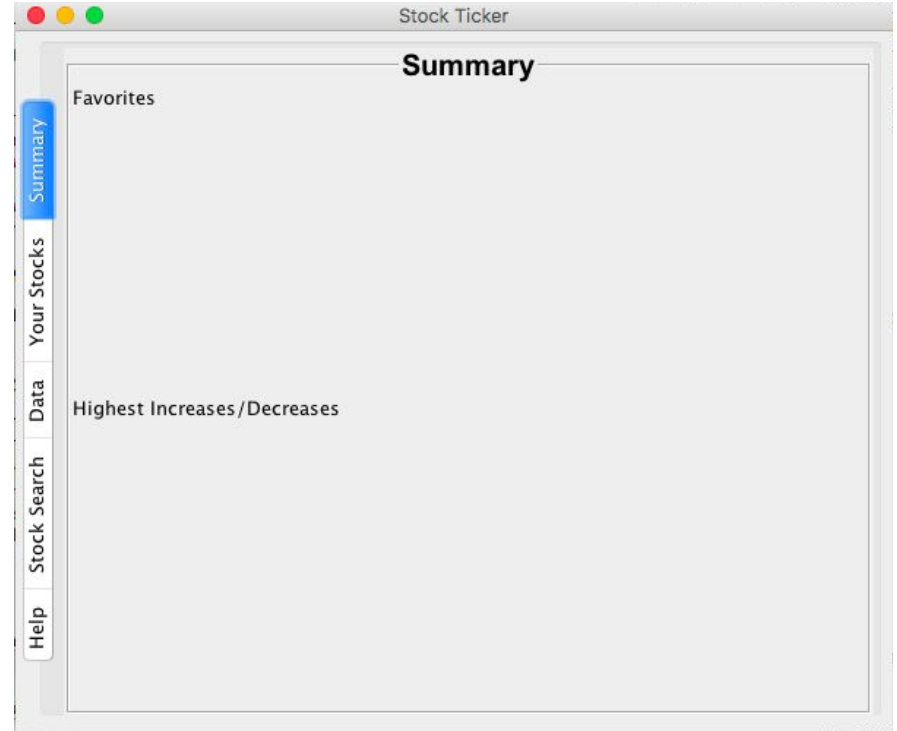 Stock Ticker
Summary
Favorites
Highest Increases/Decreases
Summary
Your Stocks
Data
Stock Search
Help